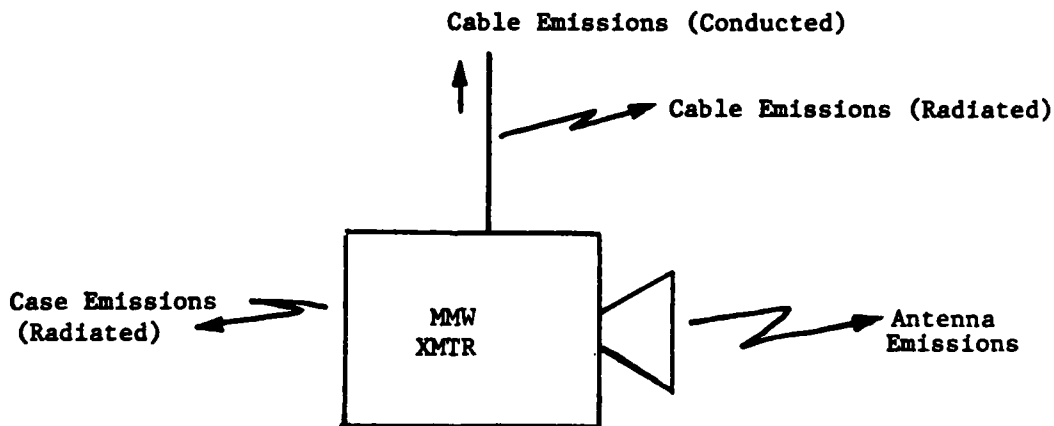 Cable Emissions (Conducted)
Cable Emissions (Radiated)
Case Emissions
(Radiated)
MMW
XMTR
Antenna
Emissions